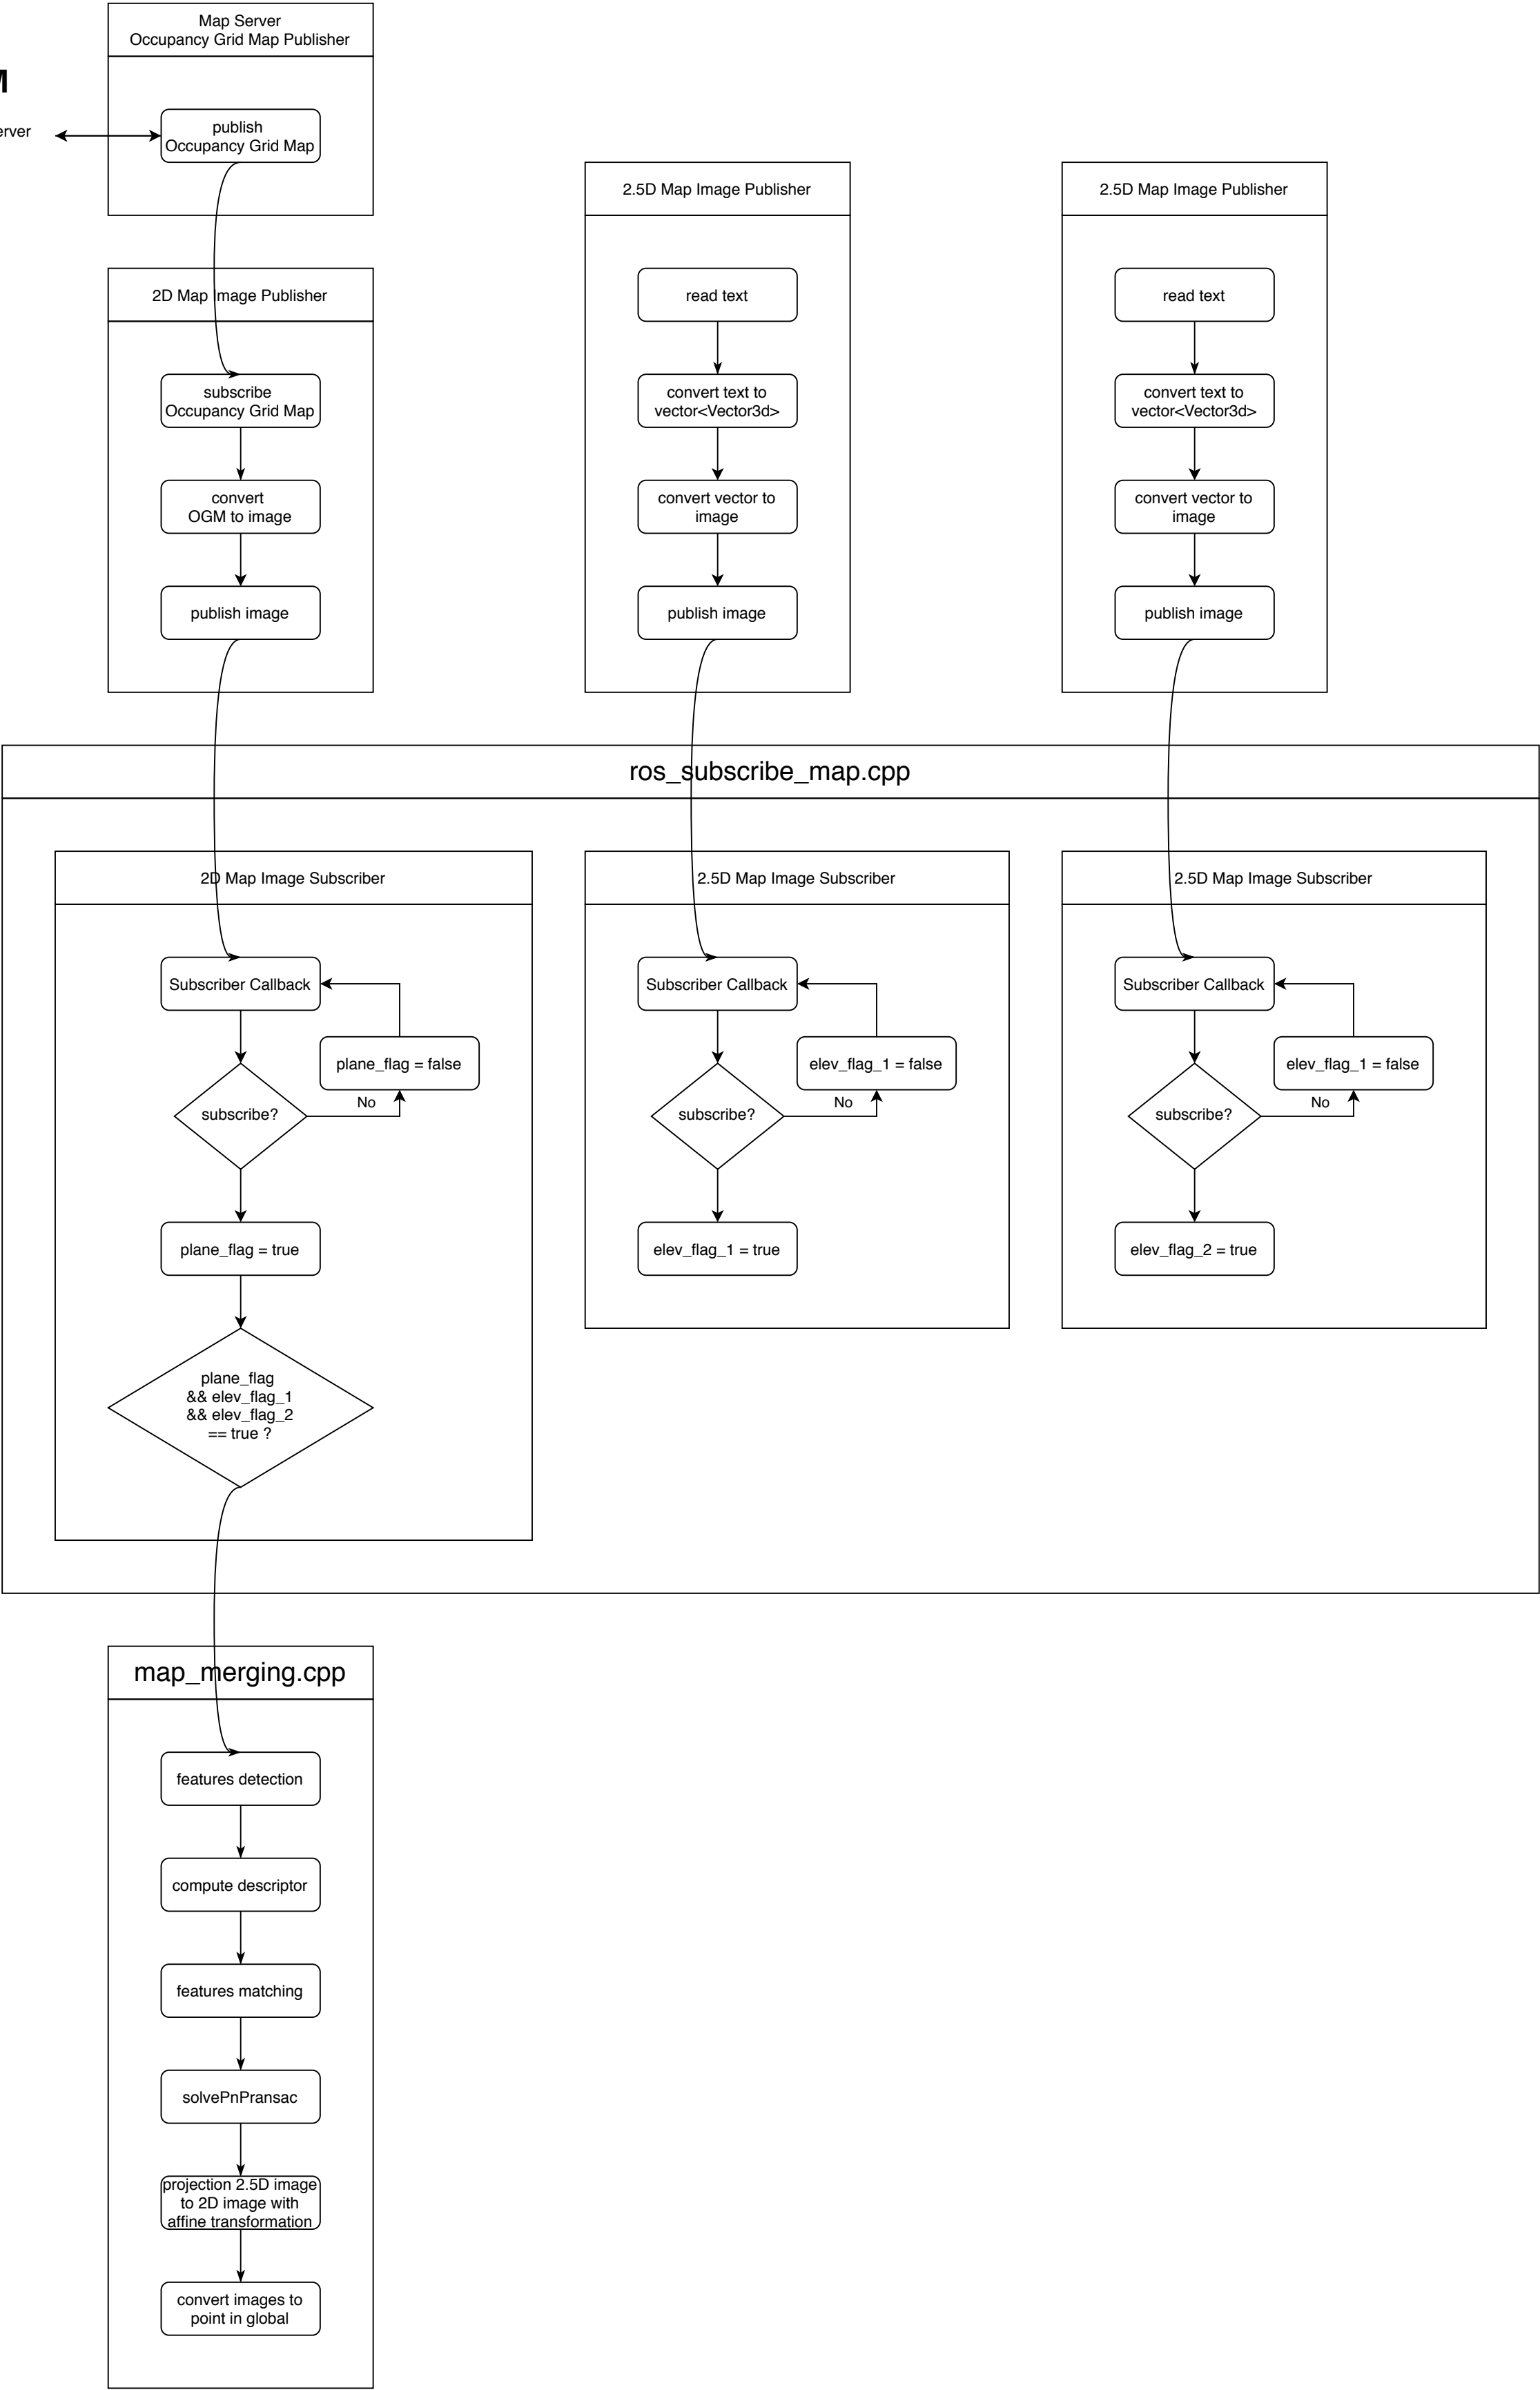 Map Server
Occupancy Grid Map Publisher
publish
Occupancy Grid Map
2D Map Image Publisher
subscribe
Occupancy Grid Map
convert
OGM to image
publish image
2.5D Map Image Publisher
read text
convert text to
vector<Vector3d>
convert vector to
image
publish image
2.5D Map Image Publisher
read text
convert text to
vector<Vector3d>
convert vector to
image
publish image
ros_subscribe_map.cpp
2D Map Image Subscriber
Subscriber Callback
plane_flag = false
No
subscribe?
plane_flag = true
plane_flag
&& elev_flag_1
&& elev_flag_2
== true ?
2.5D Map Image Subscriber
Subscriber Callback
elev_flag_1 = false
No
subscribe?
elev_flag_1 = true
2.5D Map Image Subscriber
Subscriber Callback
elev_flag_1 = false
No
subscribe?
elev_flag_2 = true
map_merging.cpp
features detection
compute descriptor
features matching
solvePnPransac
projection 2.5D image
to 2D image with
affine transformation
convert images to
point in global